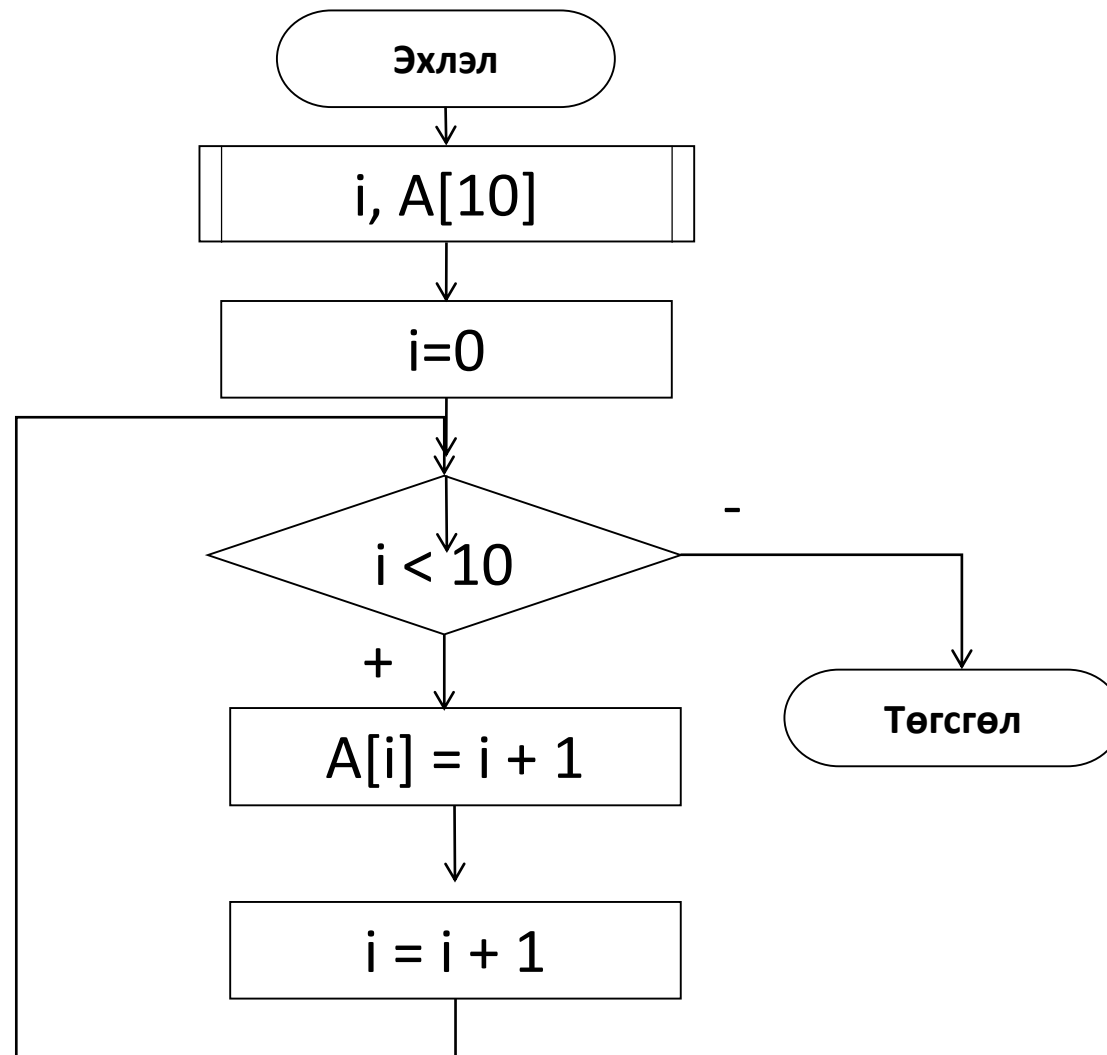 Эхлэл
i, A[10]
i=0
i < 10
-
+
A[i] = i + 1
Төгсгөл
i = i + 1